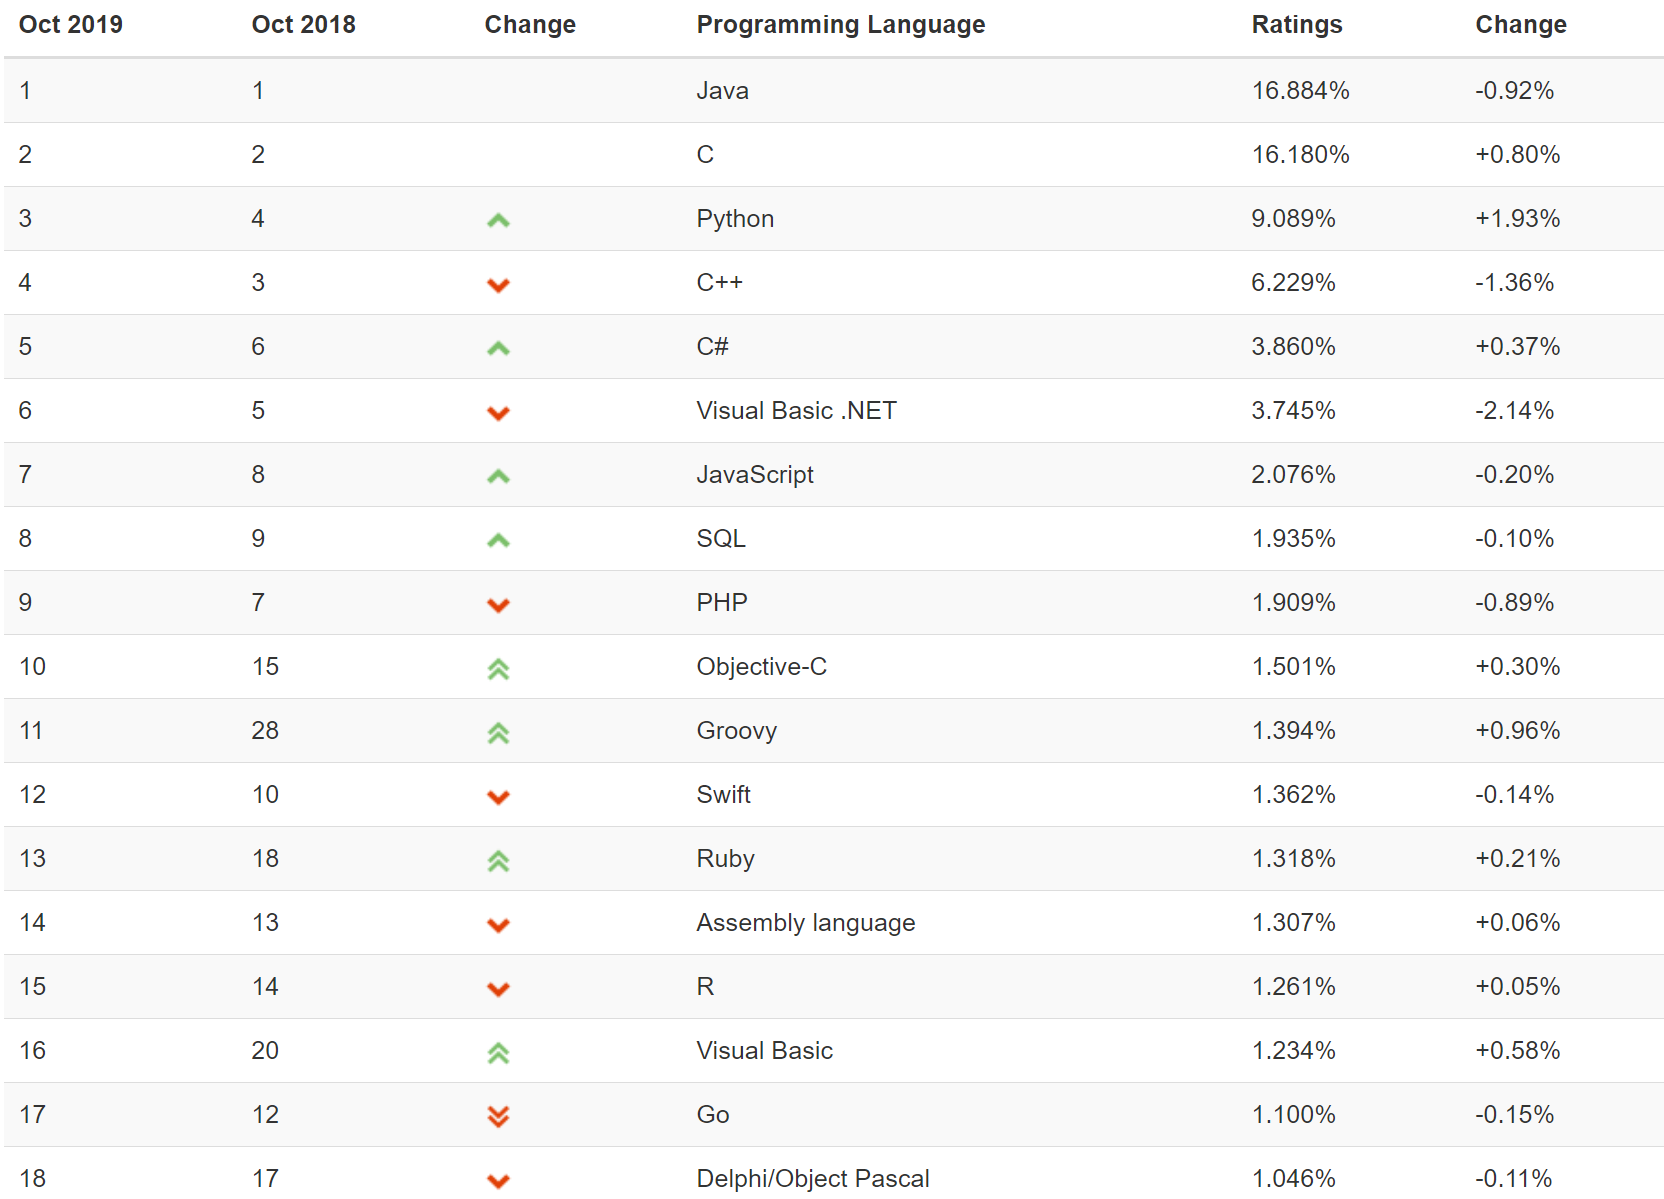 Oct 2019 Oct 2018 Change Programming Language Ratings Change
1 1 Java 16.884% -0.92%
2 2 C 16.180% +0.80%
3 4 Python 9.089% +1.93%
4 3 C++ 6.229% -1.36%
5 6 C# 3.860% +0.37%
6 5 Visual Basic .NET 3.745% -2.14%
7 8 JavaScript 2.076% -0.20%
8 9 SQL 1.935% -0.10%
9 7 PHP 1.909% -0.89%
10 15 Objective-C 1.501% +0.30%
11 28 Groovy 1.394% +0.96%
12 10 Swift 1.362% -0.14%
13 18 Ruby 1.318% +0.21%
14 13 Assembly language 1.307% +0.06%
15 14 R 1.261% +0.05%
16 20 Visual Basic 1.234% +0.58%
17 12 Go 1.100% -0.15%
18 17 Delphi/Object Pascal 1.046% -0.11%